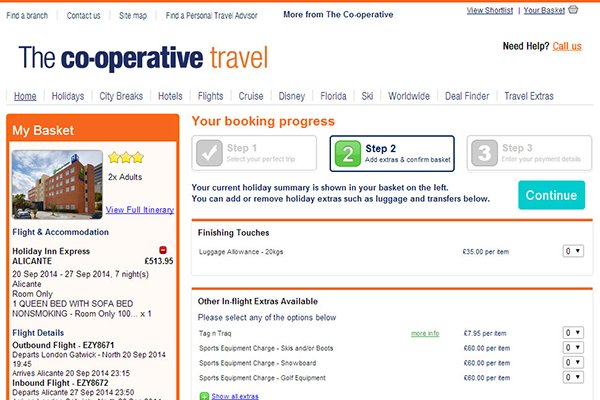 Find a branch Contact us Site map Find a Personal Travel Advisor More from The Co-operative View Shortlist | Your Basket
The co-operative travel
Need Help? Call us
Home Holidays City Breaks Hotels Flights Cruise Disney Florida Ski Worldwide Deal Finder Travel Extras
My Basket
2x Adults
View Full Itinerary
Flight & Accommodation
Holiday Inn Express
ALICANTE £513.95
20 Sep 2014 - 27 Sep 2014, 7 night(s)
Alicante
Room Only
1 QUEEN BED WITH SOFA BED
NONSMOKING - Room Only 100... x 1
Flight Details
Outbound Flight - EZY8671
Departs London Gatwick - North 20 Sep 2014
19:45
Arrives Alicante 20 Sep 2014 23:15
Inbound Flight - EZY8672
Departs Alicante 27 Sep 2014 23:50
Your booking progress
Step 1
Select your perfect trip
2 Step 2
Add extras & confirm basket
3 Step 3
Enter your payment details
Your current holiday summary is shown in your basket on the left.
You can add or remove holiday extras such as luggage and transfers below.
Continue
Finishing Touches
Luggage Allowance - 20kgs £35.00 per item 0
Other In-flight Extras Available
Please select any of the options below
Tag n Traq more info £7.95 per item 0
Sports Equipment Charge - Skis and/or Boots £60.00 per item 0
Sports Equipment Charge - Snowboard £60.00 per item 0
Sports Equipment Charge - Golf Equipment £60.00 per item 0
Show all extras